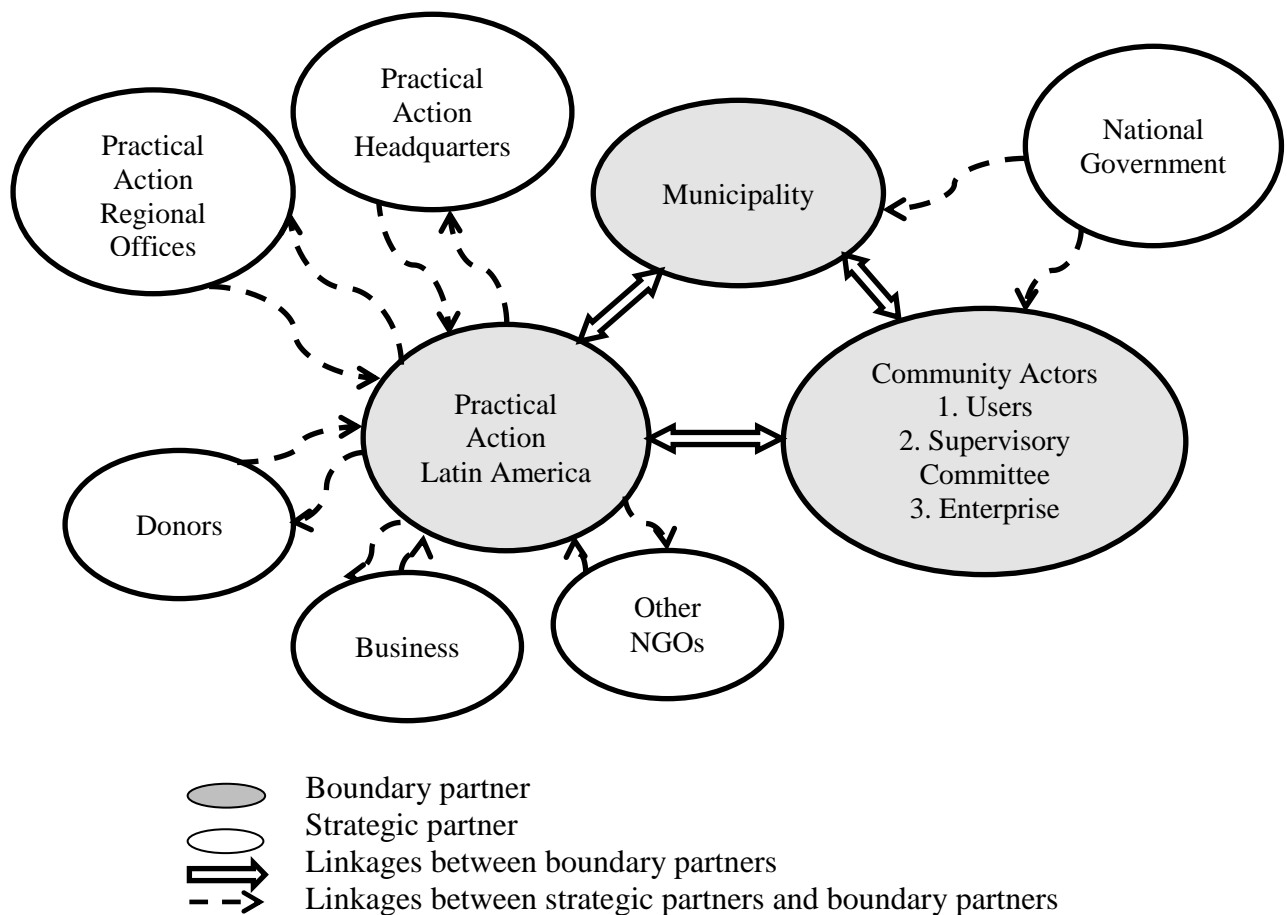 Practical
Action
Headquarters
Practical
Action
Regional
Offices
Municipality
National
Government
Practical
Action
Latin America
Community Actors
1. Users
2. Supervisory
Committee
3. Enterprise
Donors
Business
Other
NGOs
Boundary partner
Strategic partner
Linkages between boundary partners
Linkages between strategic partners and boundary partners